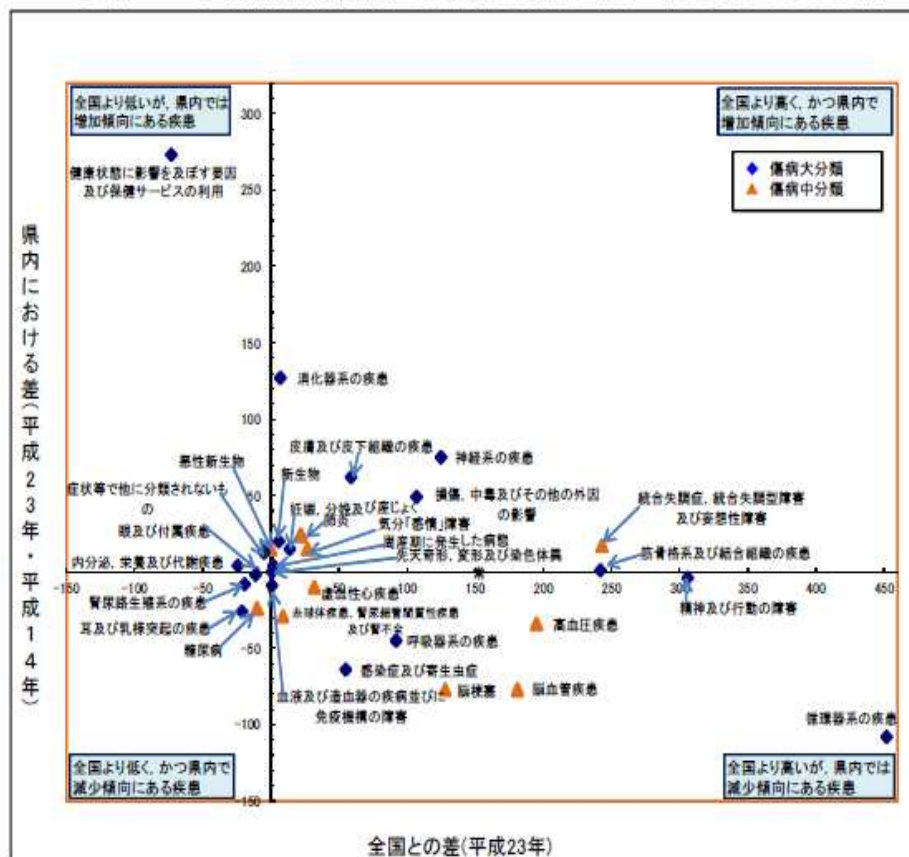 全国より低いが, 県内では
増加傾向にある疾患
全国より高く, かつ県内で
増加傾向にある疾患
傷病大分類
傷病中分類
健康状態に影響を及ぼす要因
及び保健サービスの利用
消化器系の疾患
皮膚及び皮下組織の疾患
神経系の疾患
悪性新生物
新生物
症状等で他に分類されないも
の
妊娠, 分娩及び産じょく
肺炎
損傷, 中毒及びその他の外因
の影響
統合失調症, 統合失調型障害
及び妄想性障害
眼及び付属疾患
気分「感情」障害
周産期に発生した病態
先天奇形, 変形及び染色体異
常
内分泌, 栄養及び代謝疾患
筋骨格系及び結合組織の疾患
腎尿路生殖系の疾患
虚血性心疾患
精神及び行動の障害
耳及び乳様突起の疾患
糸球体疾患, 腎尿細管間質性疾患
及び腎不全
高血圧疾患
糖尿病
呼吸器系の疾患
感染症及び寄生虫症
脳梗塞
脳血管疾患
血液及び造血器の疾病並びに
免疫機構の障害
循環器系の疾患
全国より低く, かつ県内で
減少傾向にある疾患
全国より高いが, 県内では
減少傾向にある疾患
300
250
200
150
100
50
0
-50
-100
-150
-150
-100
-50
0
50
100
150
200
250
300
350
400
450
県内における差(平成23年・平成14年)
全国との差(平成23年)